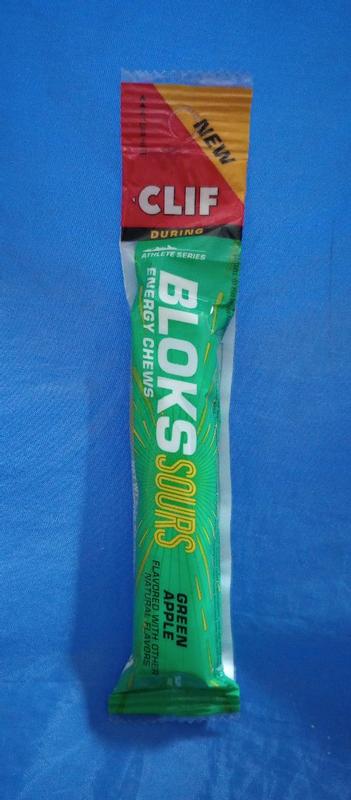 NEW
CLIF
DURING
ATHLETE SERIES
BLOKS
ENERGY CHEWS
SOURS
GREEN
APPLE
FLAVORED WITH OTHER
NATURAL FLAVORS